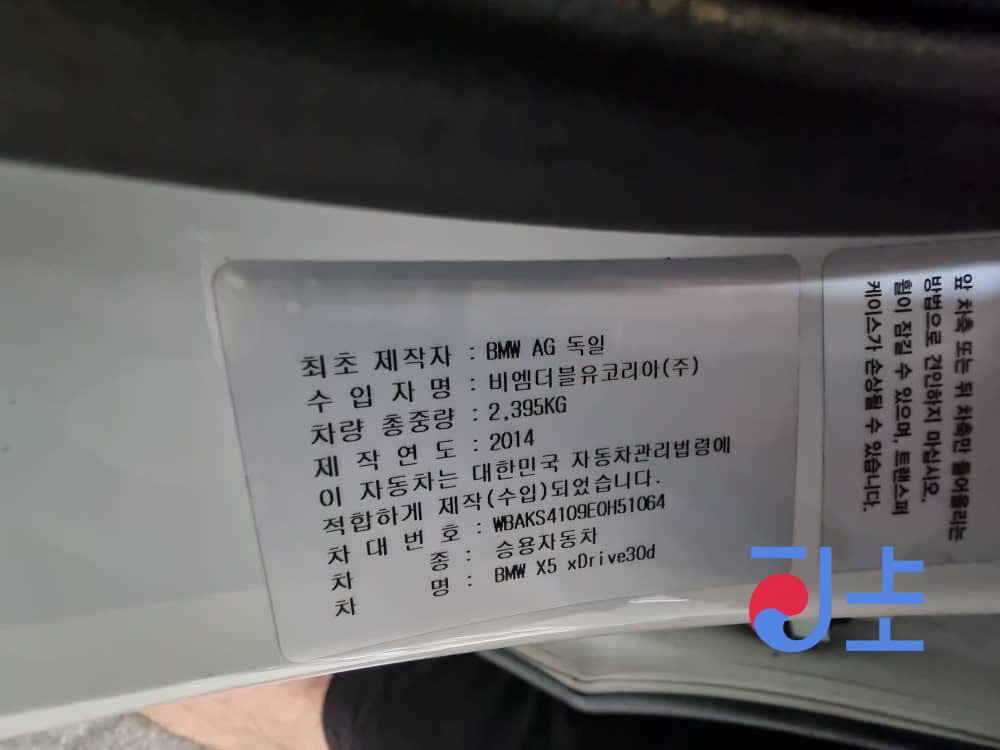 최초 제작자 : BMW AG 독일
수 입 자 명 : 비엠더블유코리아(주)
차량 총중량 : 2,395KG
제 작 연 도 : 2014
이 자동차는 대한민국 자동차관리법령에
적합하게 제작(수입)되었습니다.
차 대 번 호 : WBAKS4109E0H51064
차 종 : 승용자동차
차 명 : BMW X5 xDrive30d
앞 차축 또는 뒤 차축만 들어올리는
방법으로 견인하지 마십시오.
휠이 잠길 수 있으며, 트랜스퍼
케이스가 손상될 수 있습니다.